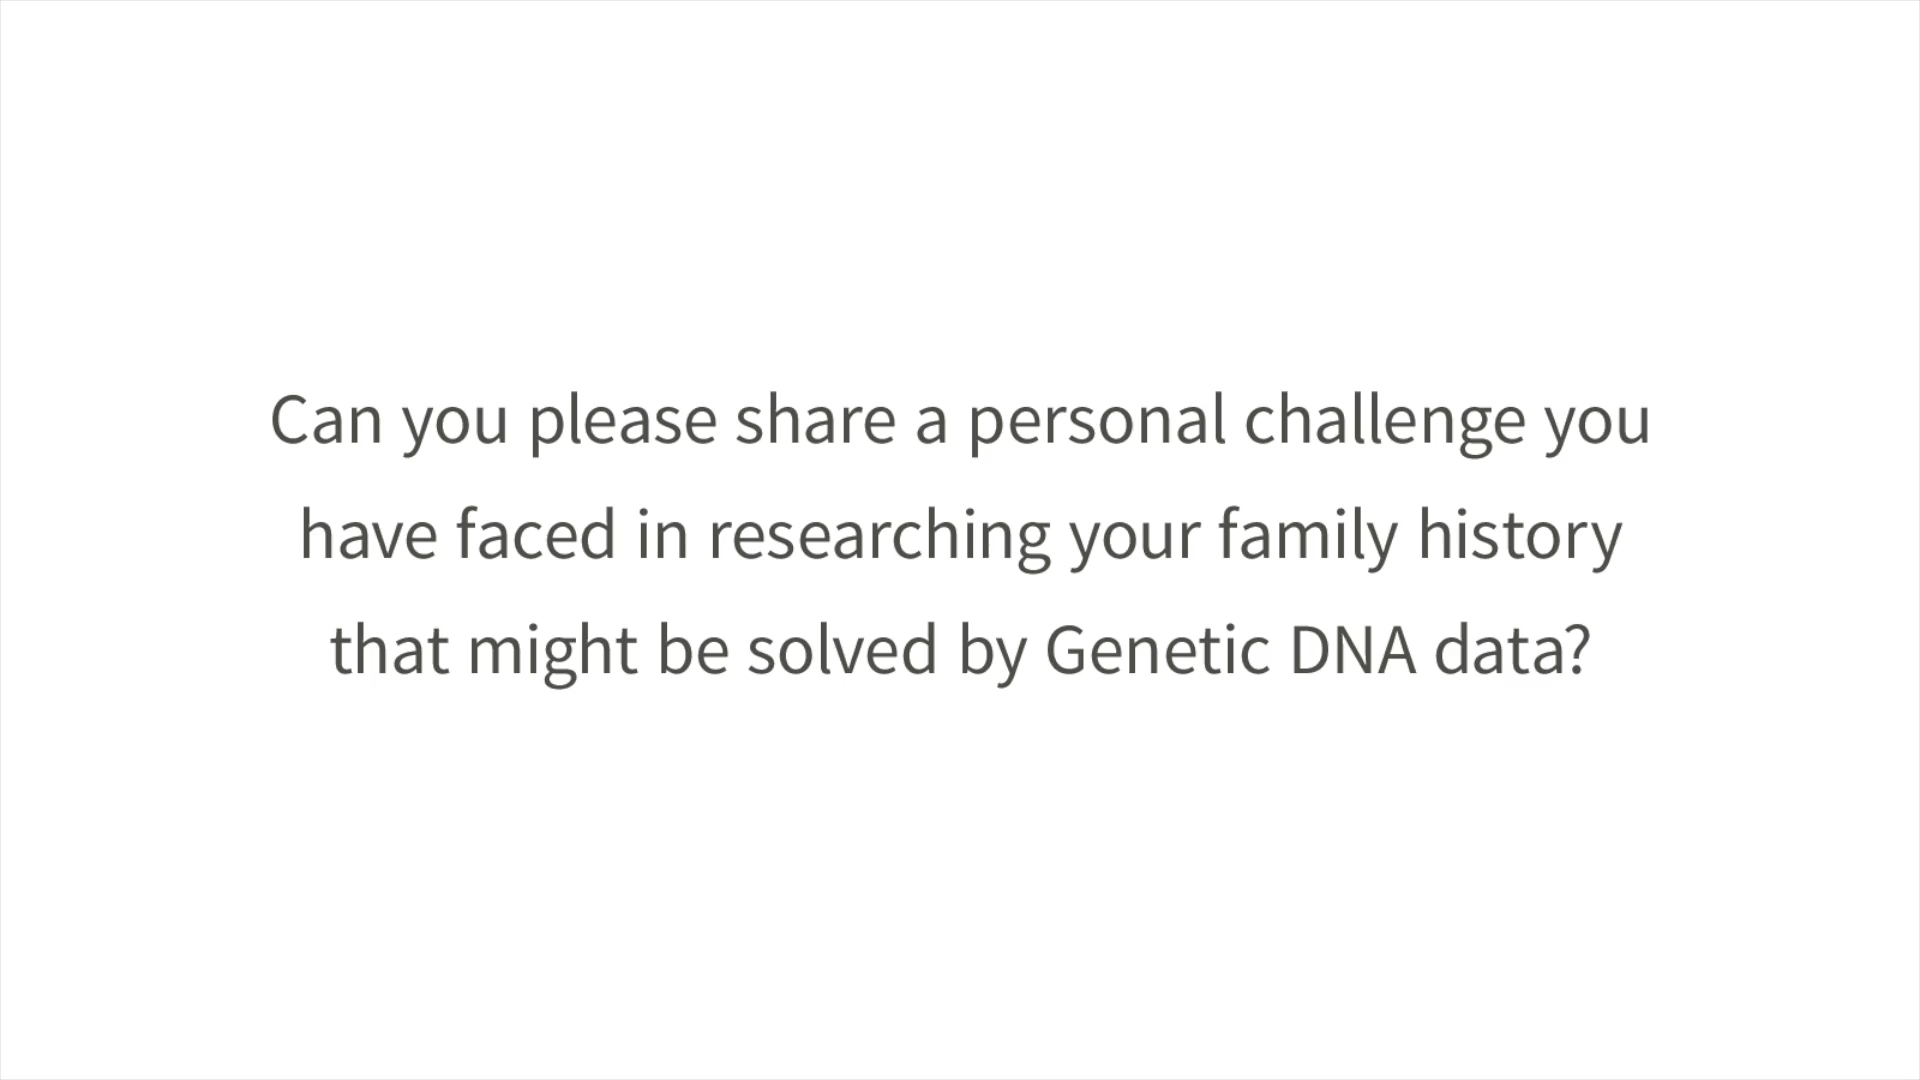 Can you please share a personal challenge you
have faced in researching your family history
that might be solved by Genetic DNA data?